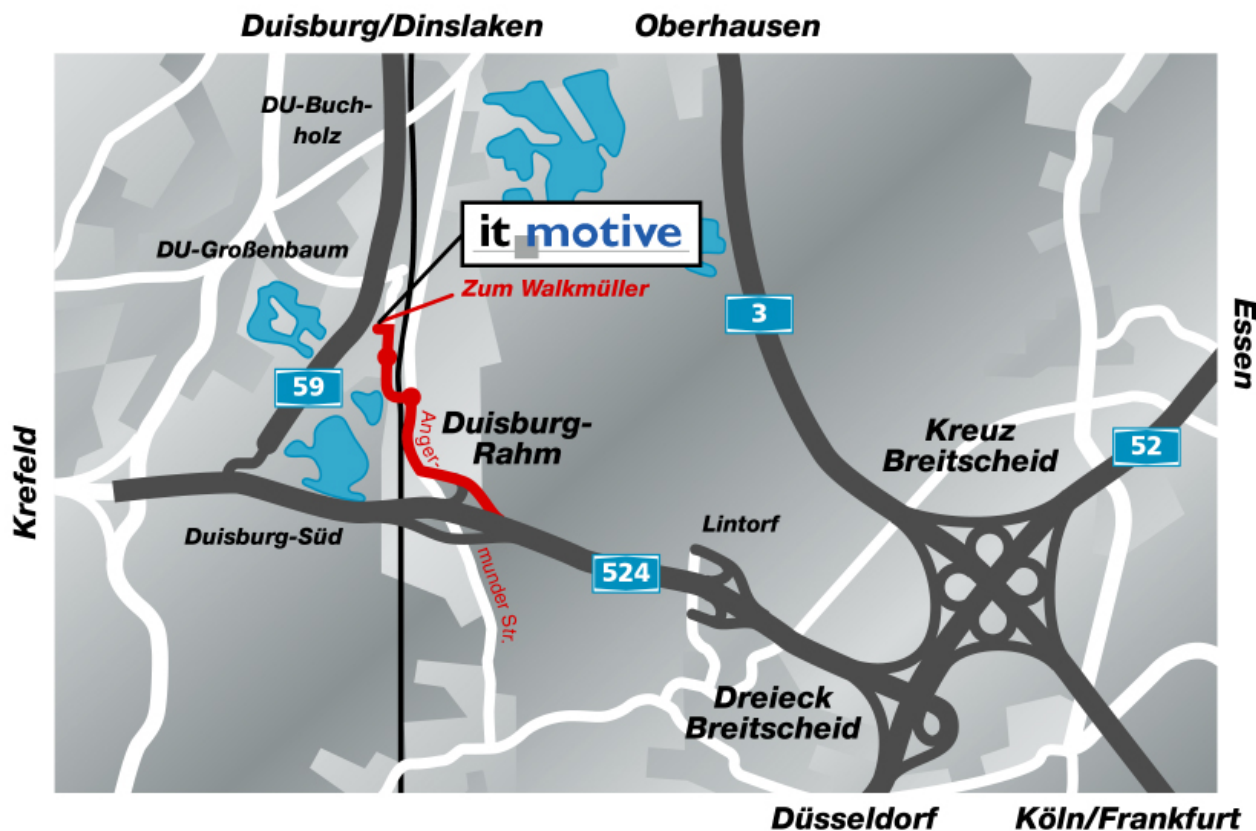 Duisburg/Dinslaken
Oberhausen
DU-Buch-
holz
it motive
DU-Großenbaum
Zum Walkmüller
3
Essen
59
Anger-
Duisburg-
Rahm
Kreuz
Breitscheid
52
Krefeld
Duisburg-Süd
Lintorf
524
munder Str.
Dreieck
Breitscheid
Düsseldorf
Köln/Frankfurt